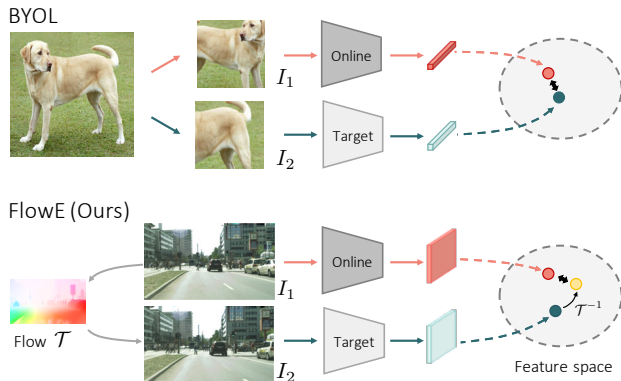 BYOL
I₁
Online
I₂
Target
FlowE (Ours)
I₁
Online
Flow 𝒯
𝒯⁻¹
I₂
Target
Feature space